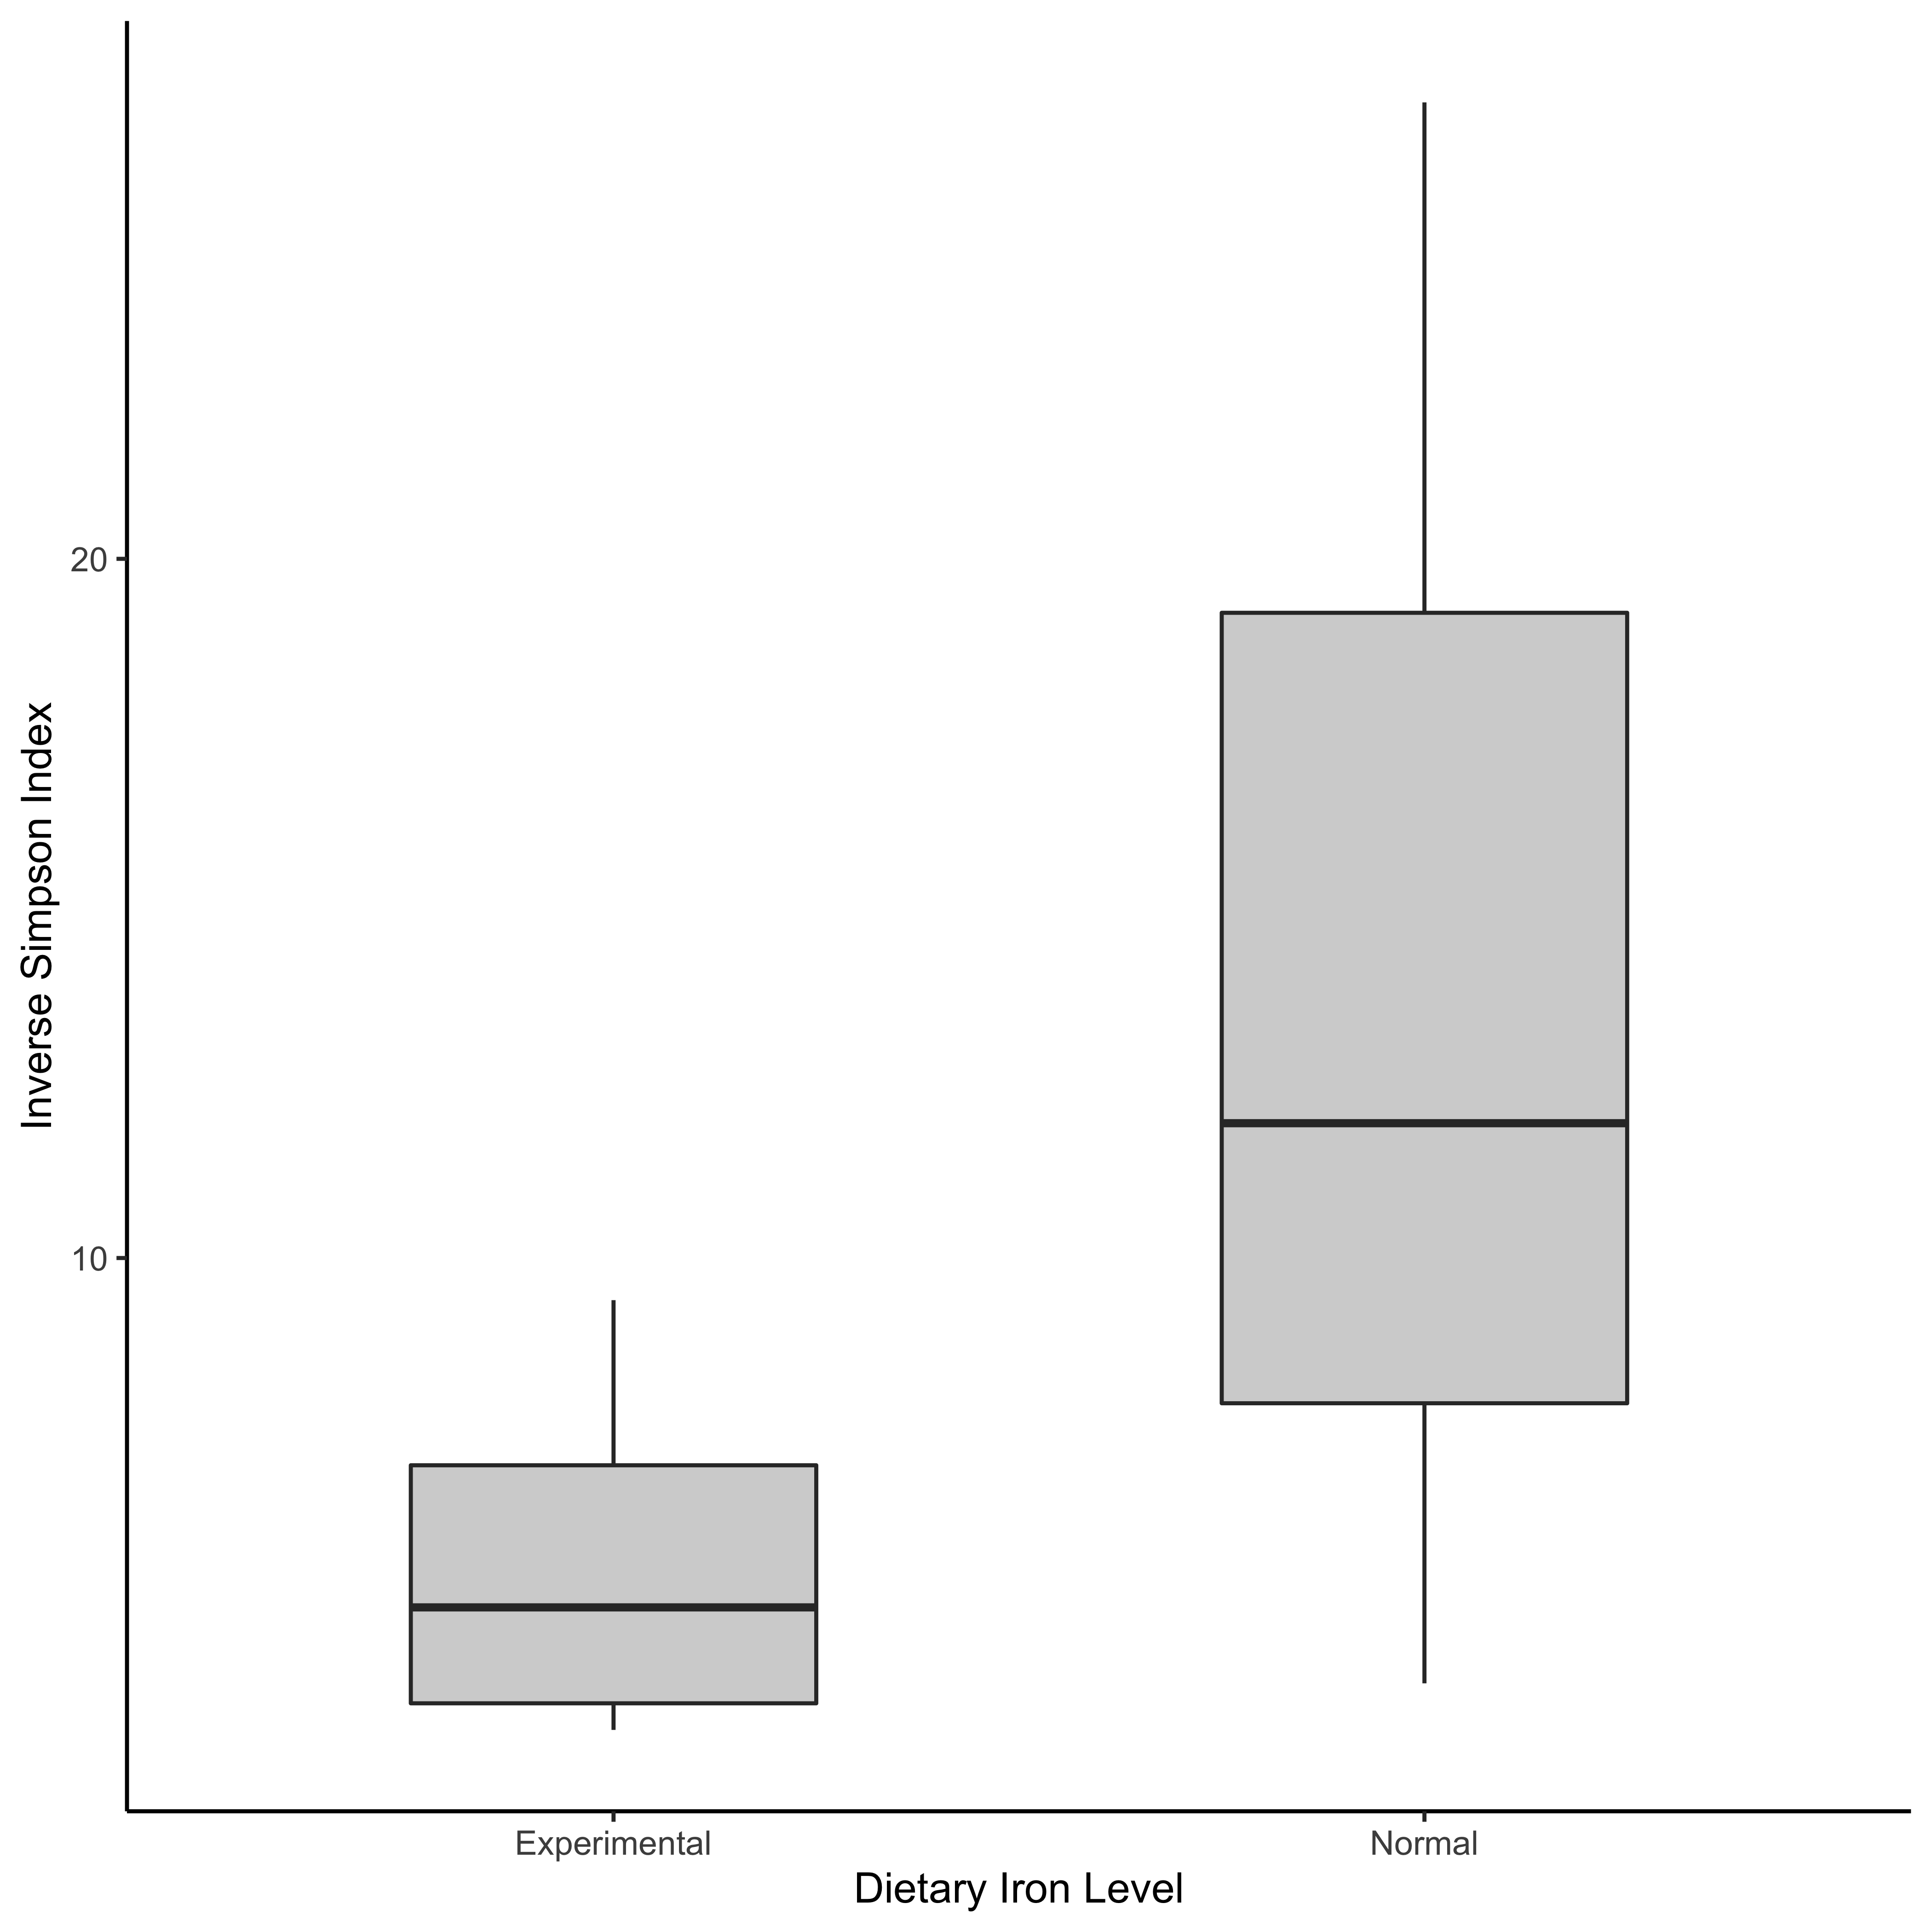 Inverse Simpson Index
20
10
Experimental Normal
Dietary Iron Level